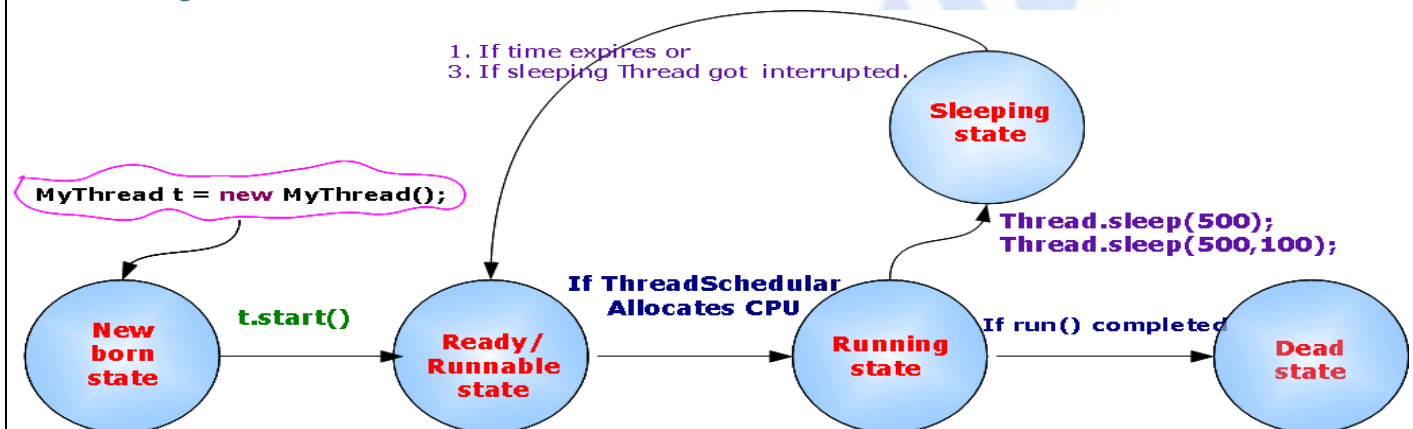 1. If time expires or
3. If sleeping Thread got interrupted.
Sleeping
state
MyThread t = new MyThread();
Thread.sleep(500);
Thread.sleep(500,100);
If ThreadSchedular
Allocates CPU
t.start()
If run() completed
New
born
state
Ready/
Runnable
state
Running
state
Dead
state